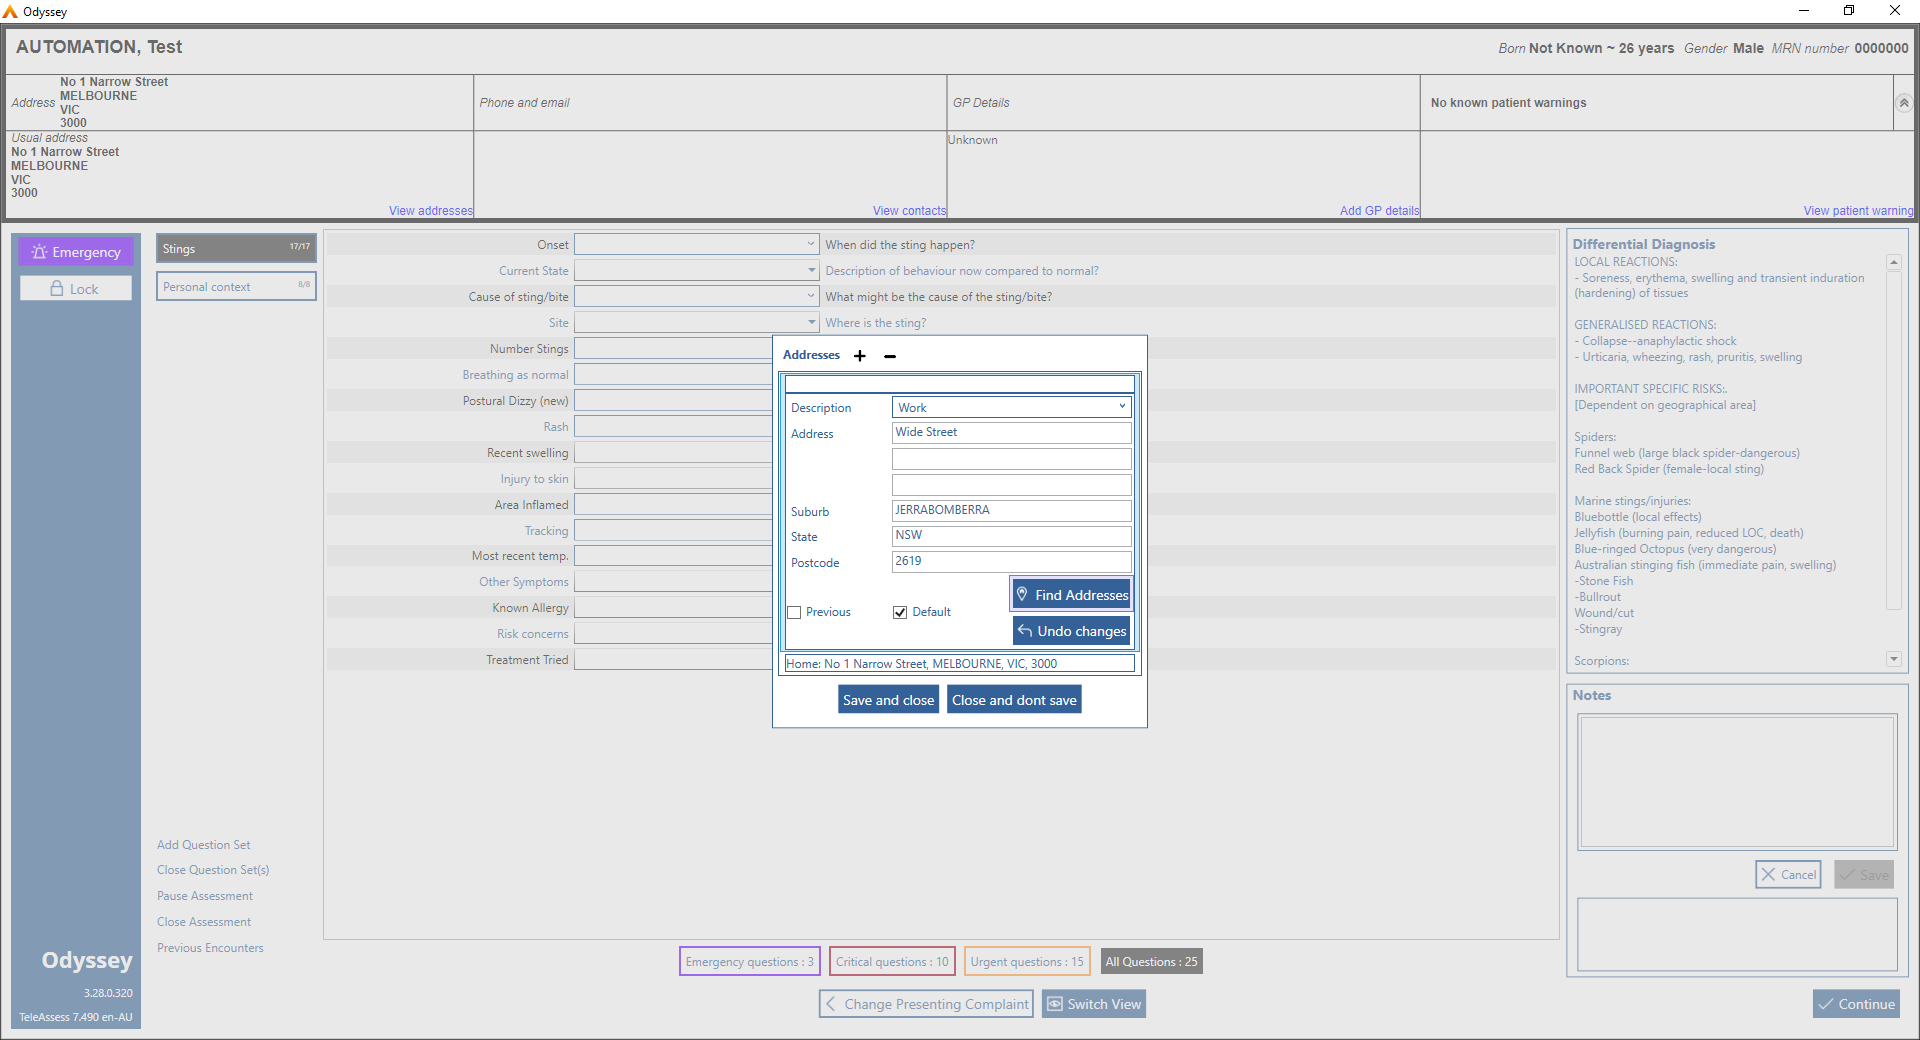 Odyssey
AUTOMATION, Test
Born Not Known ~ 26 years Gender Male MRN number 0000000
Address
No 1 Narrow Street
MELBOURNE
VIC
3000
Phone and email
GP Details
No known patient warnings
Usual address
No 1 Narrow Street
MELBOURNE
VIC
3000
View addresses
View contacts
Unknown
Add GP details
View patient warning
Emergency
Lock
Stings 17/17
Personal context 8/8
Onset When did the sting happen?
Current State Description of behaviour now compared to normal?
Cause of sting/bite What might be the cause of the sting/bite?
Site Where is the sting?
Number Stings
Breathing as normal
Postural Dizzy (new)
Rash
Recent swelling
Injury to skin
Area Inflamed
Tracking
Most recent temp.
Other Symptoms
Known Allergy
Risk concerns
Treatment Tried
Addresses
Description Work
Address Wide Street
Suburb JERRABOMBERRA
State NSW
Postcode 2619
Find Addresses
Previous Default
Undo changes
Home: No 1 Narrow Street, MELBOURNE, VIC, 3000
Save and close Close and dont save
Differential Diagnosis
LOCAL REACTIONS:
- Soreness, erythema, swelling and transient induration
(hardening) of tissues
GENERALISED REACTIONS:
- Collapse--anaphylactic shock
- Urticaria, wheezing, rash, pruritis, swelling
IMPORTANT SPECIFIC RISKS:.
[Dependent on geographical area]
Spiders:
Funnel web (large black spider-dangerous)
Red Back Spider (female-local sting)
Marine stings/injuries:
Bluebottle (local effects)
Jellyfish (burning pain, reduced LOC, death)
Blue-ringed Octopus (very dangerous)
Australian stinging fish (immediate pain, swelling)
-Stone Fish
-Bullrout
Wound/cut
-Stingray
Scorpions:
Notes
Cancel Save
Add Question Set
Close Question Set(s)
Pause Assessment
Close Assessment
Previous Encounters
Odyssey
3.28.0.320
TeleAssess 7.490 en-AU
Emergency questions : 3 Critical questions : 10 Urgent questions : 15 All Questions : 25
Change Presenting Complaint Switch View
Continue